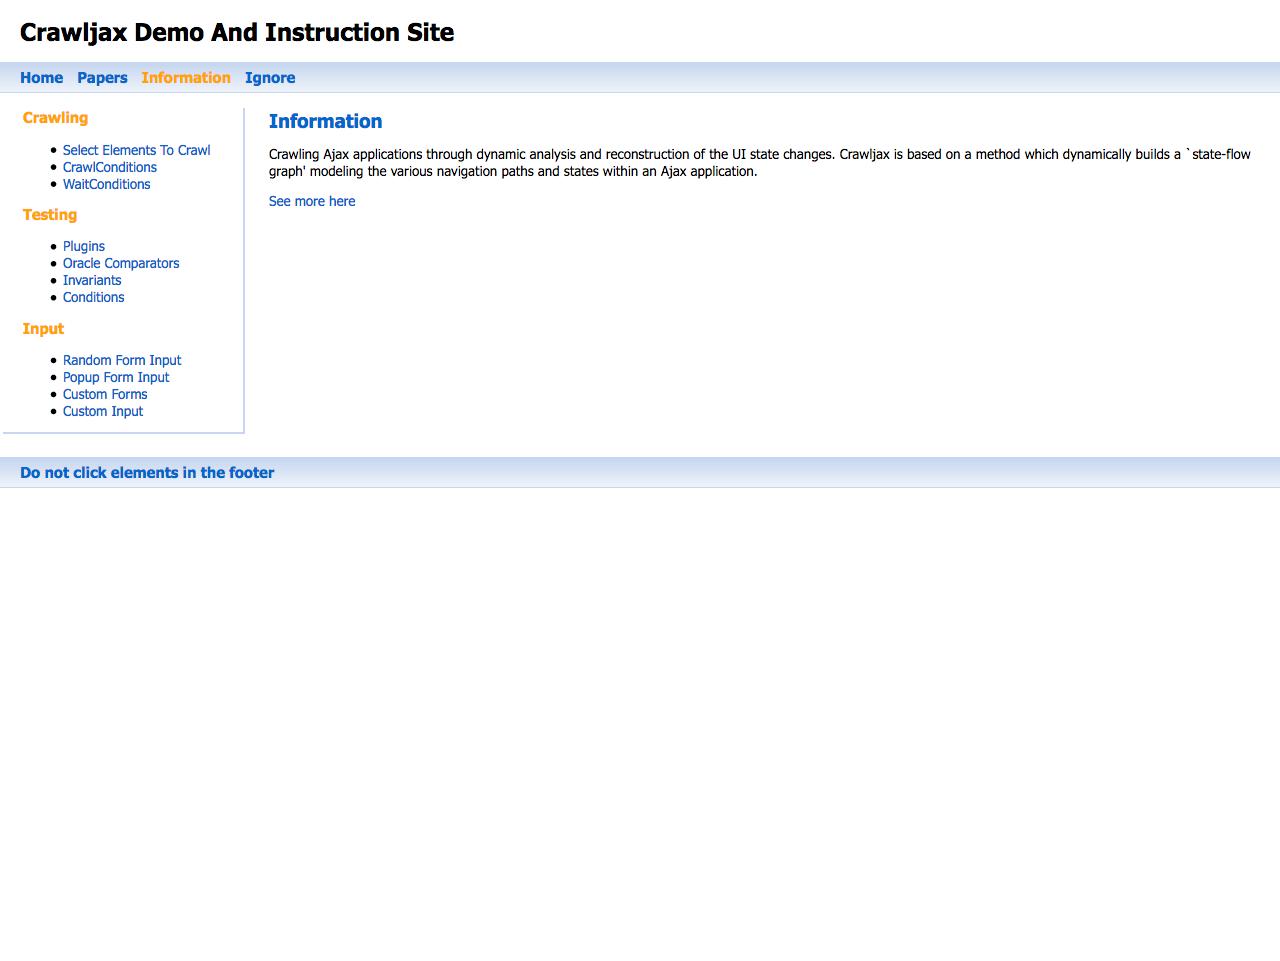 Crawljax Demo And Instruction Site
Home Papers Information Ignore
Crawling
Select Elements To Crawl
CrawlConditions
WaitConditions
Testing
Plugins
Oracle Comparators
Invariants
Conditions
Input
Random Form Input
Popup Form Input
Custom Forms
Custom Input
Information
Crawling Ajax applications through dynamic analysis and reconstruction of the UI state changes. Crawljax is based on a method which dynamically builds a `state-flow
graph' modeling the various navigation paths and states within an Ajax application.
See more here
Do not click elements in the footer